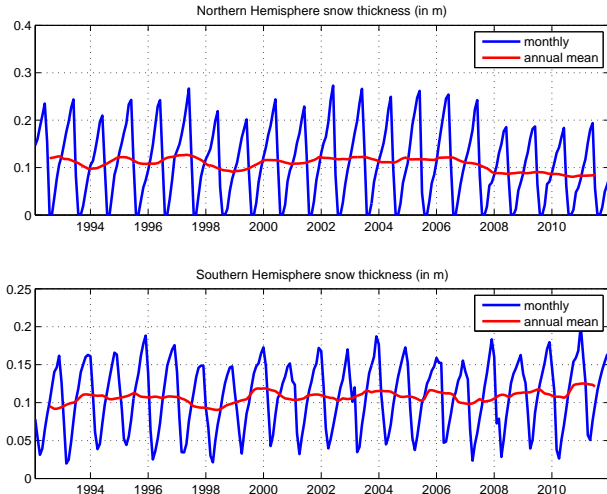 Northern Hemisphere snow thickness (in m)
0.4
0.3
0.2
0.1
0
monthly
annual mean
1994 1996 1998 2000 2002 2004 2006 2008 2010
Southern Hemisphere snow thickness (in m)
0.25
0.2
0.15
0.1
0.05
0
monthly
annual mean
1994 1996 1998 2000 2002 2004 2006 2008 2010